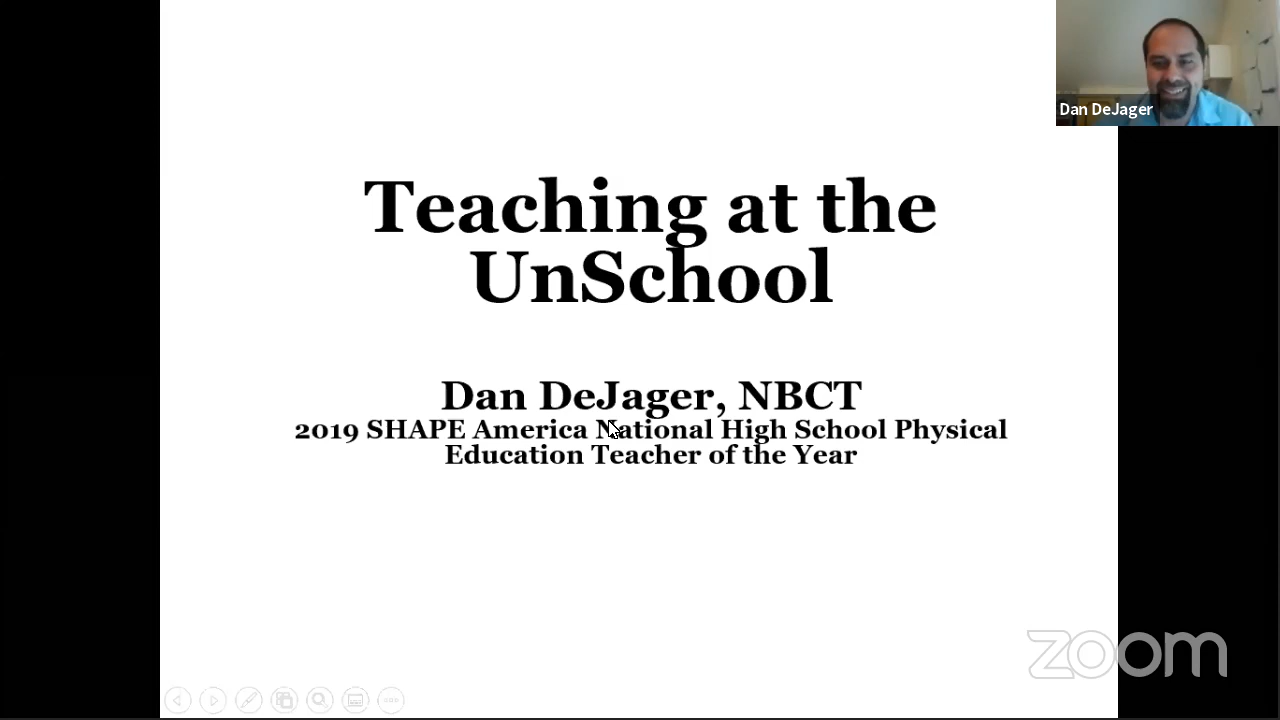 Dan DeJager
Teaching at the
UnSchool
Dan DeJager, NBCT
2019 SHAPE America National High School Physical
Education Teacher of the Year
zoom